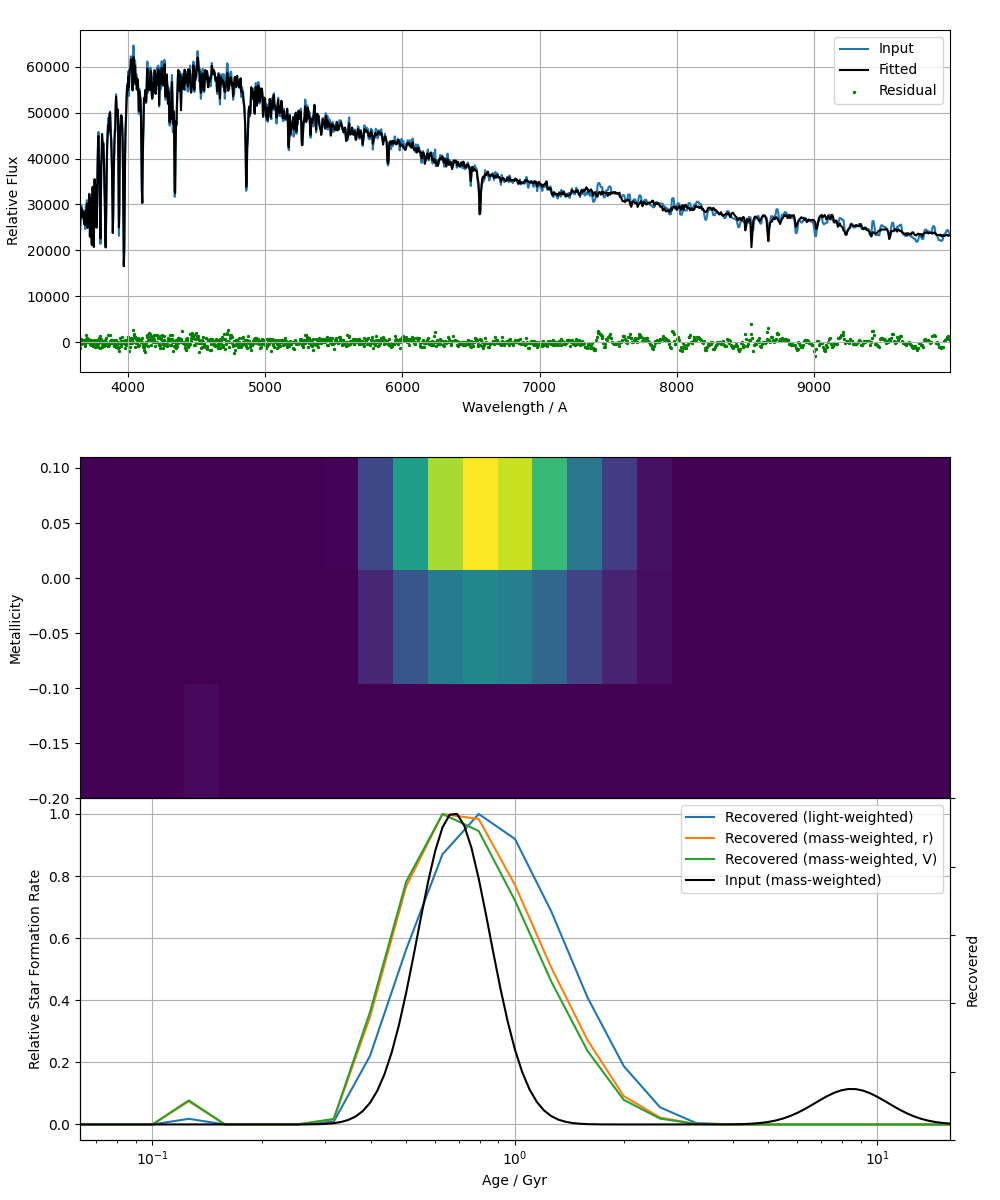 Input
Fitted
Residual
60000
50000
40000
30000
20000
10000
0
Relative Flux
4000 5000 6000 7000 8000 9000
Wavelength / A
0.10
0.05
0.00
−0.05
−0.10
−0.15
−0.20
Metallicity
Recovered (light-weighted)
Recovered (mass-weighted, r)
Recovered (mass-weighted, V)
Input (mass-weighted)
1.0
0.8
0.6
0.4
0.2
0.0
Relative Star Formation Rate
Recovered
10⁻¹ 10⁰ 10¹
Age / Gyr